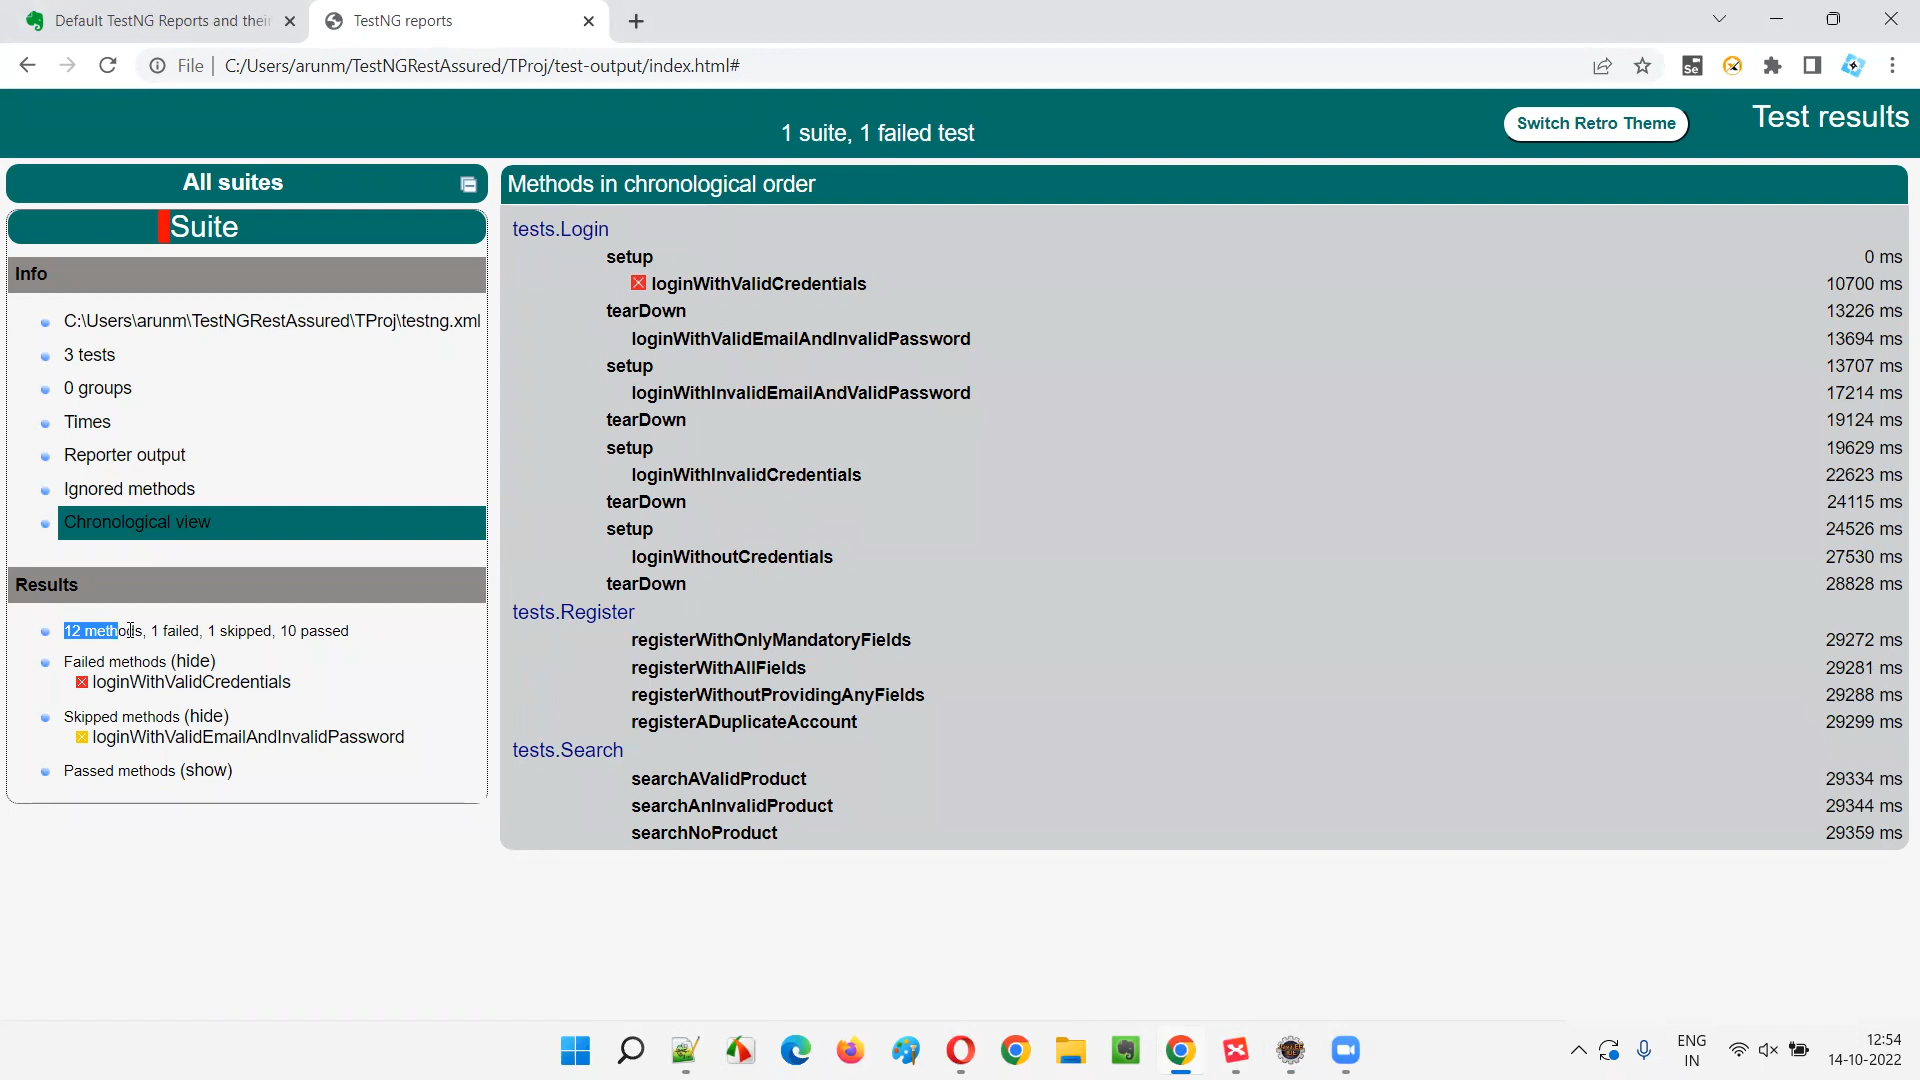 Default TestNG Reports and thei
TestNG reports
File
C:/Users/arunm/TestNGRestAssured/TProj/test-output/index.html#
1 suite, 1 failed test
Switch Retro Theme
Test results
All suites
Suite
Info
C:\Users\arunm\TestNGRestAssured\TProj\testng.xml
3 tests
0 groups
Times
Reporter output
Ignored methods
Chronological view
Results
12 methods, 1 failed, 1 skipped, 10 passed
Failed methods (hide)
loginWithValidCredentials
Skipped methods (hide)
loginWithValidEmailAndInvalidPassword
Passed methods (show)
Methods in chronological order
tests.Login
setup 0 ms
loginWithValidCredentials 10700 ms
tearDown 13226 ms
loginWithValidEmailAndInvalidPassword 13694 ms
setup 13707 ms
loginWithInvalidEmailAndValidPassword 17214 ms
tearDown 19124 ms
setup 19629 ms
loginWithInvalidCredentials 22623 ms
tearDown 24115 ms
setup 24526 ms
loginWithoutCredentials 27530 ms
tearDown 28828 ms
tests.Register
registerWithOnlyMandatoryFields 29272 ms
registerWithAllFields 29281 ms
registerWithoutProvidingAnyFields 29288 ms
registerADuplicateAccount 29299 ms
tests.Search
searchAValidProduct 29334 ms
searchAnInvalidProduct 29344 ms
searchNoProduct 29359 ms
Se
ENG
IN
12:54
14-10-2022